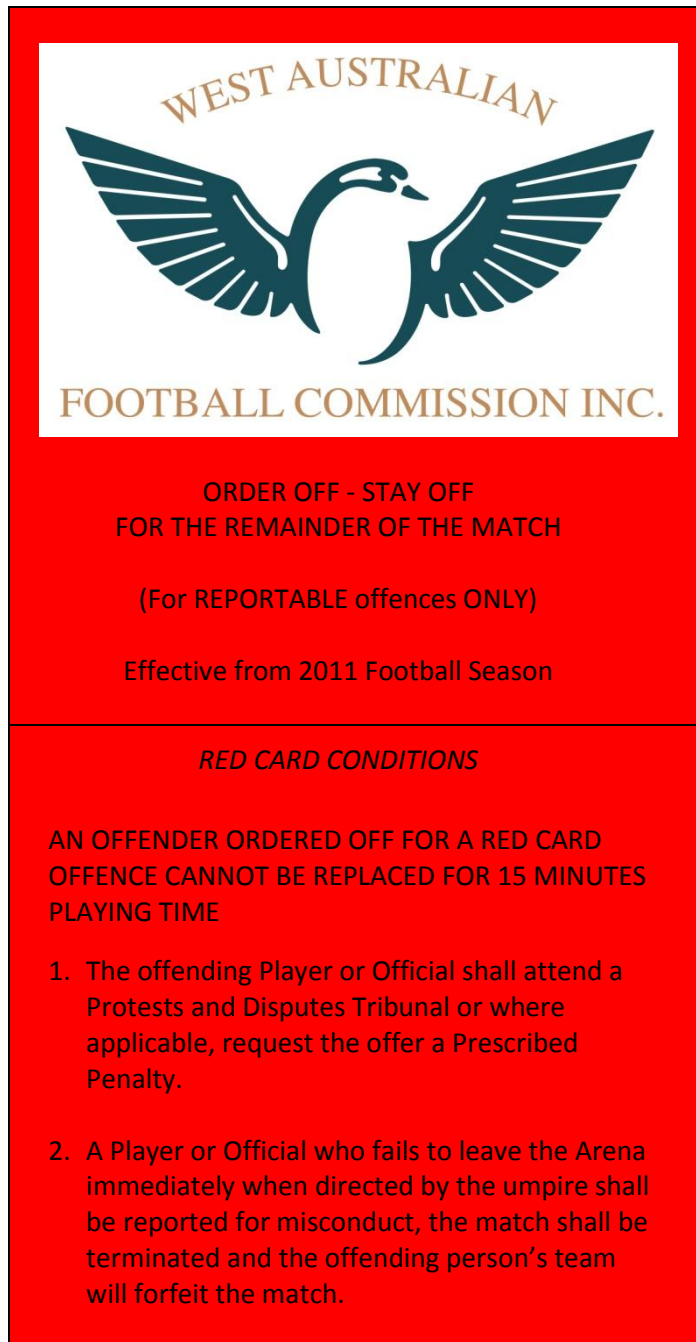 WEST AUSTRALIAN
FOOTBALL COMMISSION INC.
ORDER OFF - STAY OFF
FOR THE REMAINDER OF THE MATCH
(For REPORTABLE offences ONLY)
Effective from 2011 Football Season
RED CARD CONDITIONS
AN OFFENDER ORDERED OFF FOR A RED CARD
OFFENCE CANNOT BE REPLACED FOR 15 MINUTES
PLAYING TIME
1. The offending Player or Official shall attend a
Protests and Disputes Tribunal or where
applicable, request the offer a Prescribed
Penalty.
2. A Player or Official who fails to leave the Arena
immediately when directed by the umpire shall
be reported for misconduct, the match shall be
terminated and the offending person’s team
will forfeit the match.